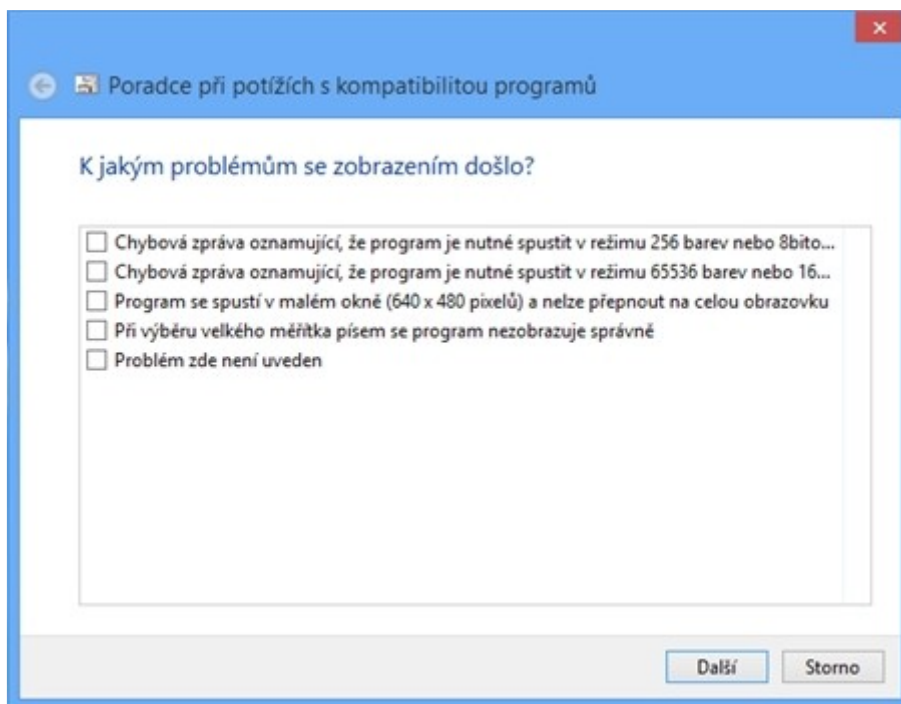 Poradce při potížích s kompatibilitou programů
K jakým problémům se zobrazením došlo?
Chybová zpráva oznamující, že program je nutné spustit v režimu 256 barev nebo 8bito...
Chybová zpráva oznamující, že program je nutné spustit v režimu 65536 barev nebo 16...
Program se spustí v malém okně (640 x 480 pixelů) a nelze přepnout na celou obrazovku
Při výběru velkého měřítka písem se program nezobrazuje správně
Problém zde není uveden
Další Storno